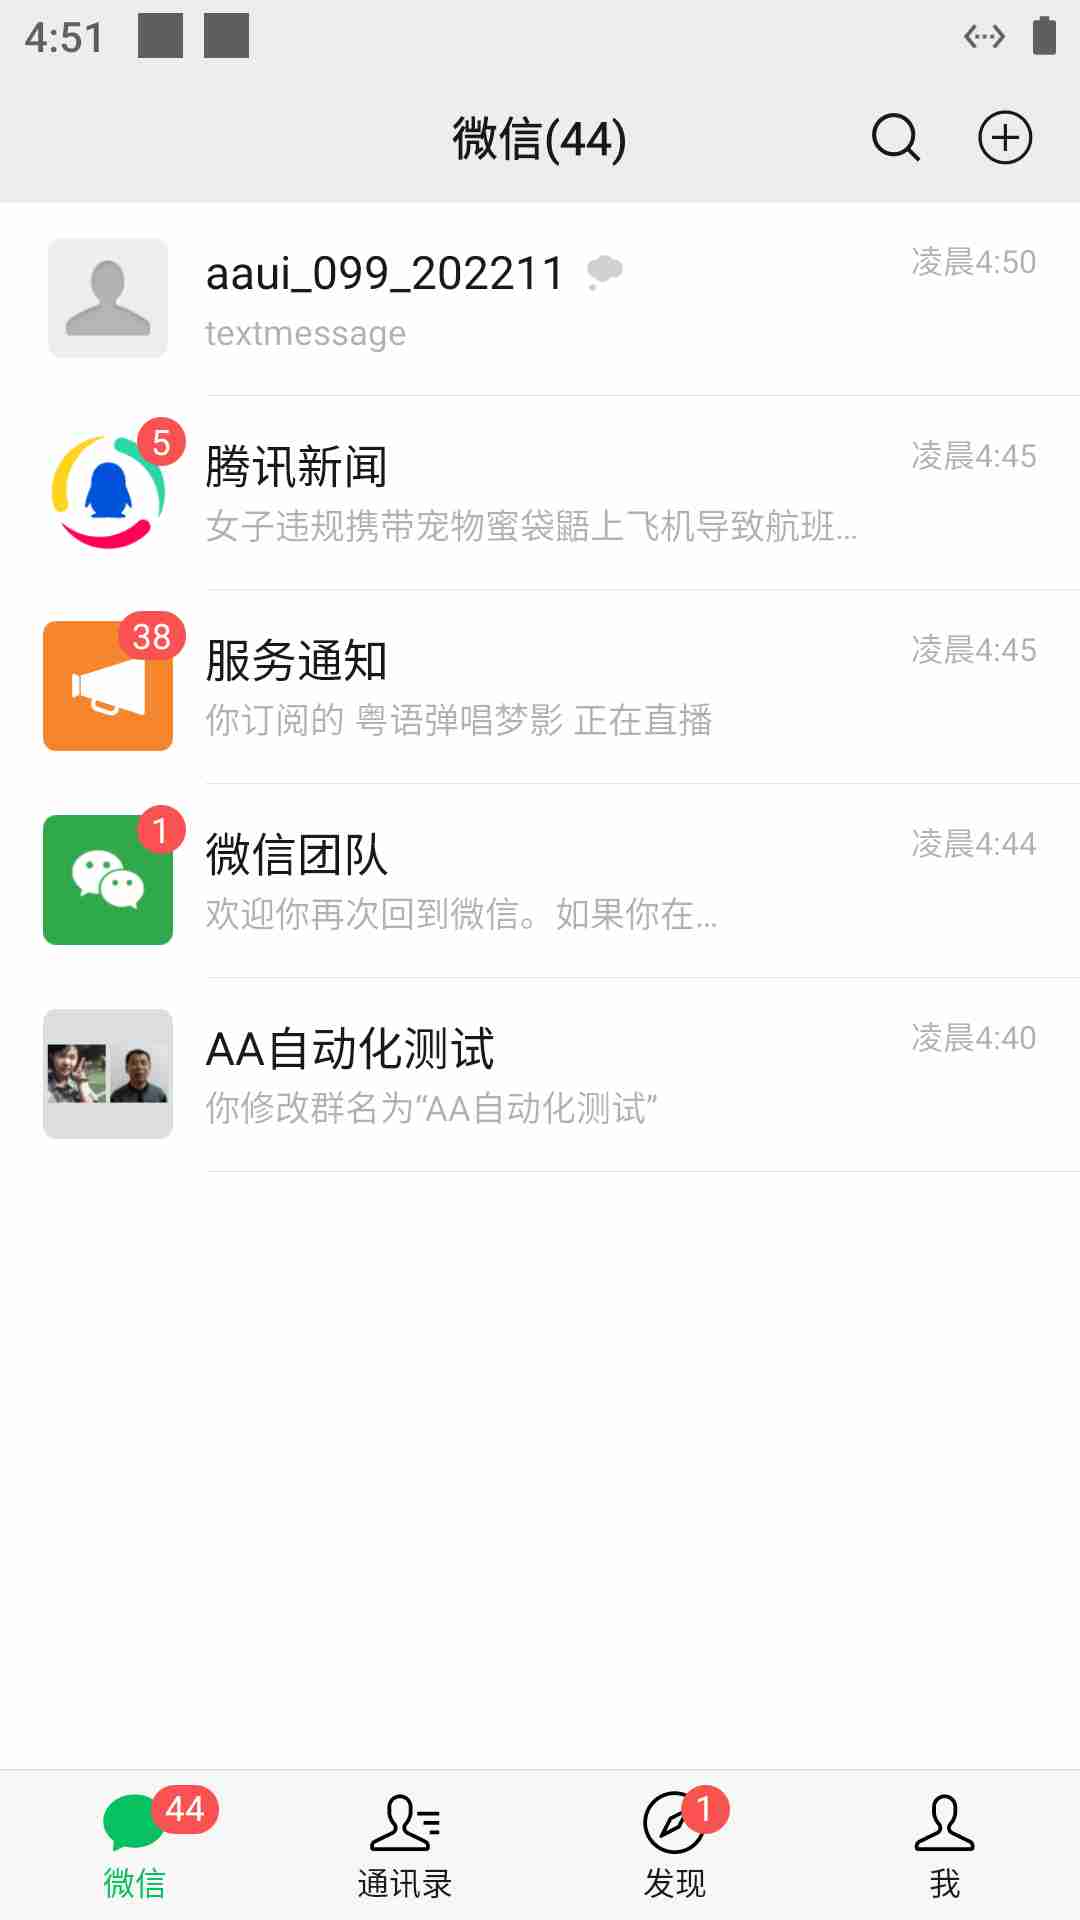 4:51
微信(44)
aaui_099_202211
凌晨4:50
textmessage
5
腾讯新闻
凌晨4:45
女子违规携带宠物蜜袋鼯上飞机导致航班...
38
服务通知
凌晨4:45
你订阅的 粤语弹唱梦影 正在直播
1
微信团队
凌晨4:44
欢迎你再次回到微信。如果你在...
AA自动化测试
凌晨4:40
你修改群名为“AA自动化测试”
44
1
微信
通讯录
发现
我